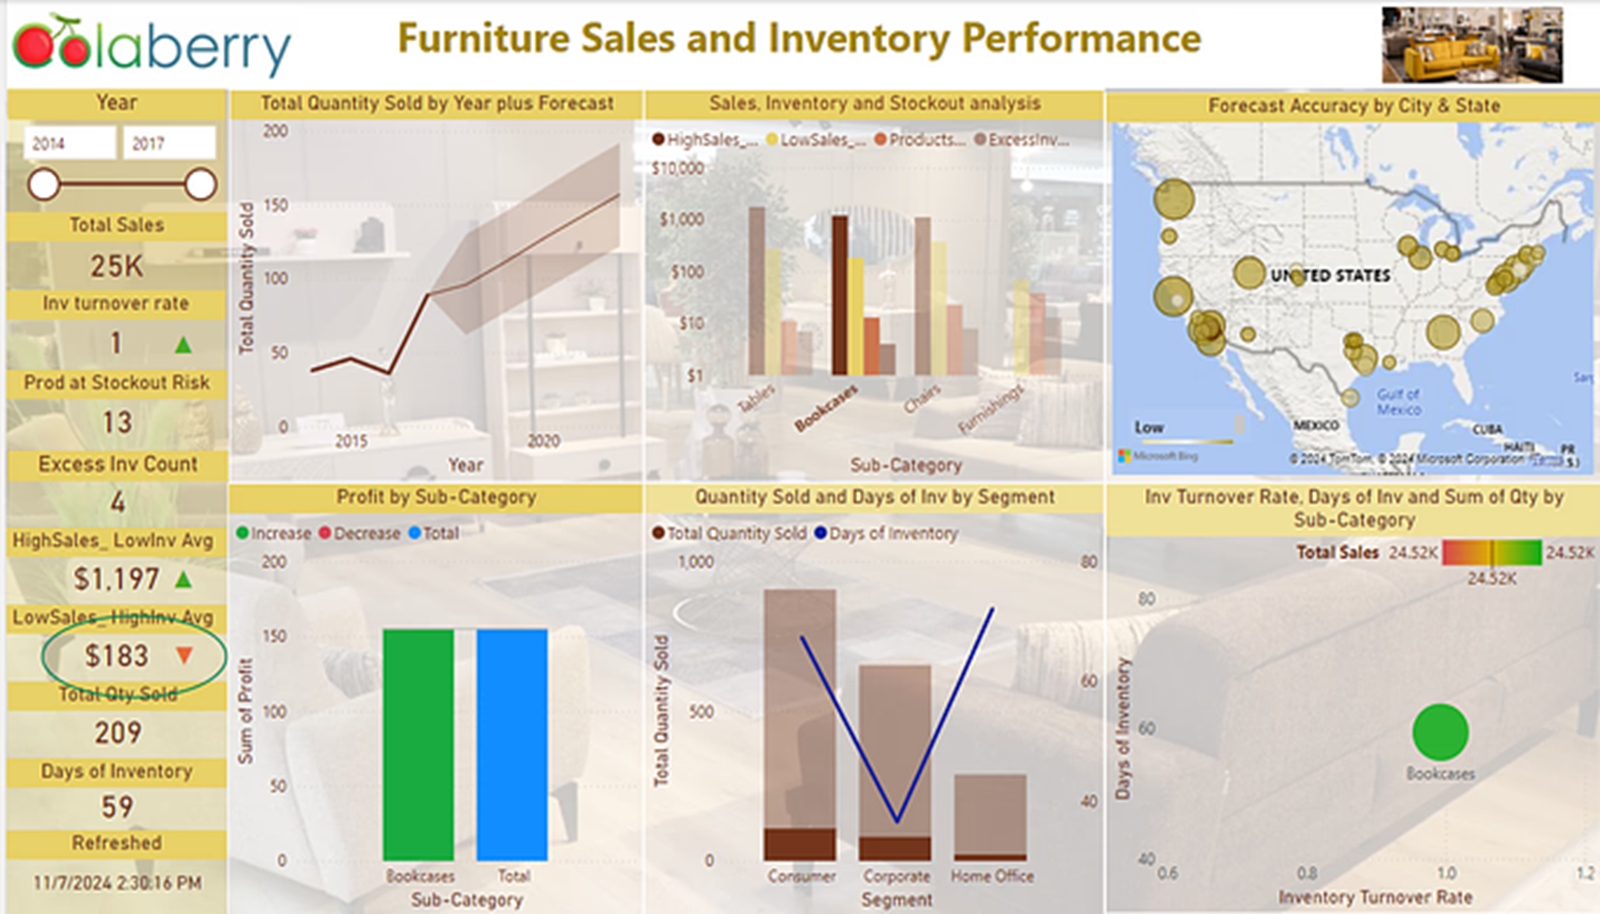 Colaberry
Furniture Sales and Inventory Performance
Year
2014
2017
Total Sales
25K
Inv turnover rate
1
Prod at Stockout Risk
13
Excess Inv Count
4
HighSales_ LowInv Avg
$1,197
LowSales_ HighInv Avg
$183
Total Qty Sold
209
Days of Inventory
59
Refreshed
11/7/2024 2:30:16 PM
Total Quantity Sold by Year plus Forecast
Total Quantity Sold
200
150
100
50
0
2015
2020
Year
Sales, Inventory and Stockout analysis
HighSales_... LowSales_... Products... ExcessInv...
$10,000
$1,000
$100
$10
$1
Tables
Bookcases
Chairs
Furnishings
Sub-Category
Forecast Accuracy by City & State
UNITED STATES
Gulf of
Mexico
MEXICO
CUBA
HAITI
PR
Low
Microsoft Bing
© 2024 TomTom, © 2024 Microsoft Corporation Terms
Profit by Sub-Category
Increase Decrease Total
Sum of Profit
200
150
100
50
0
Bookcases
Total
Sub-Category
Quantity Sold and Days of Inv by Segment
Total Quantity Sold Days of Inventory
Total Quantity Sold
1,000
500
0
80
60
40
Consumer
Corporate
Home Office
Segment
Inv Turnover Rate, Days of Inv and Sum of Qty by
Sub-Category
Total Sales 24.52K 24.52K
24.52K
Days of Inventory
80
60
40
Bookcases
0.6
0.8
1.0
1.2
Inventory Turnover Rate